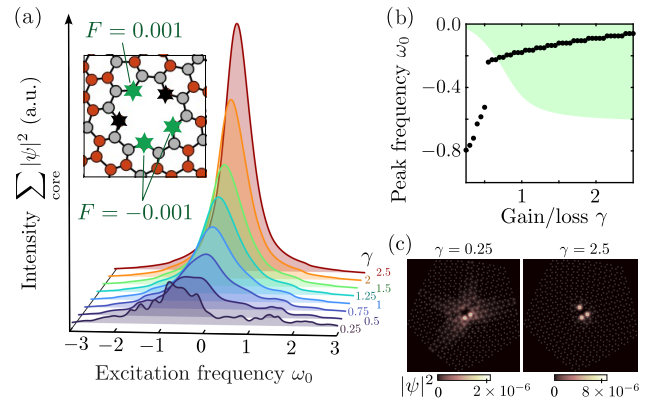 (a)
F = 0.001
F = −0.001
Intensity ∑ |ψ|² (a.u.)
core
γ
2.5
2
1.5
1.25
1
0.75
0.5
0.25
−3 −2 −1 0 1 2 3
Excitation frequency ω₀
(b)
Peak frequency ω₀
0.0
−0.4
−0.8
1 2
Gain/loss γ
(c)
γ = 0.25 γ = 2.5
|ψ|² 0 2 × 10⁻⁶ 0 8 × 10⁻⁶